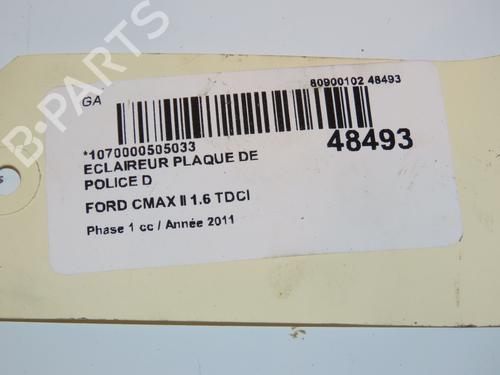 GA
80900102 48493
*1070000505033
48493
ECLAIREUR PLAQUE DE
POLICE D
FORD CMAX II 1.6 TDCI
Phase 1 cc / Année 2011
B-PARTS